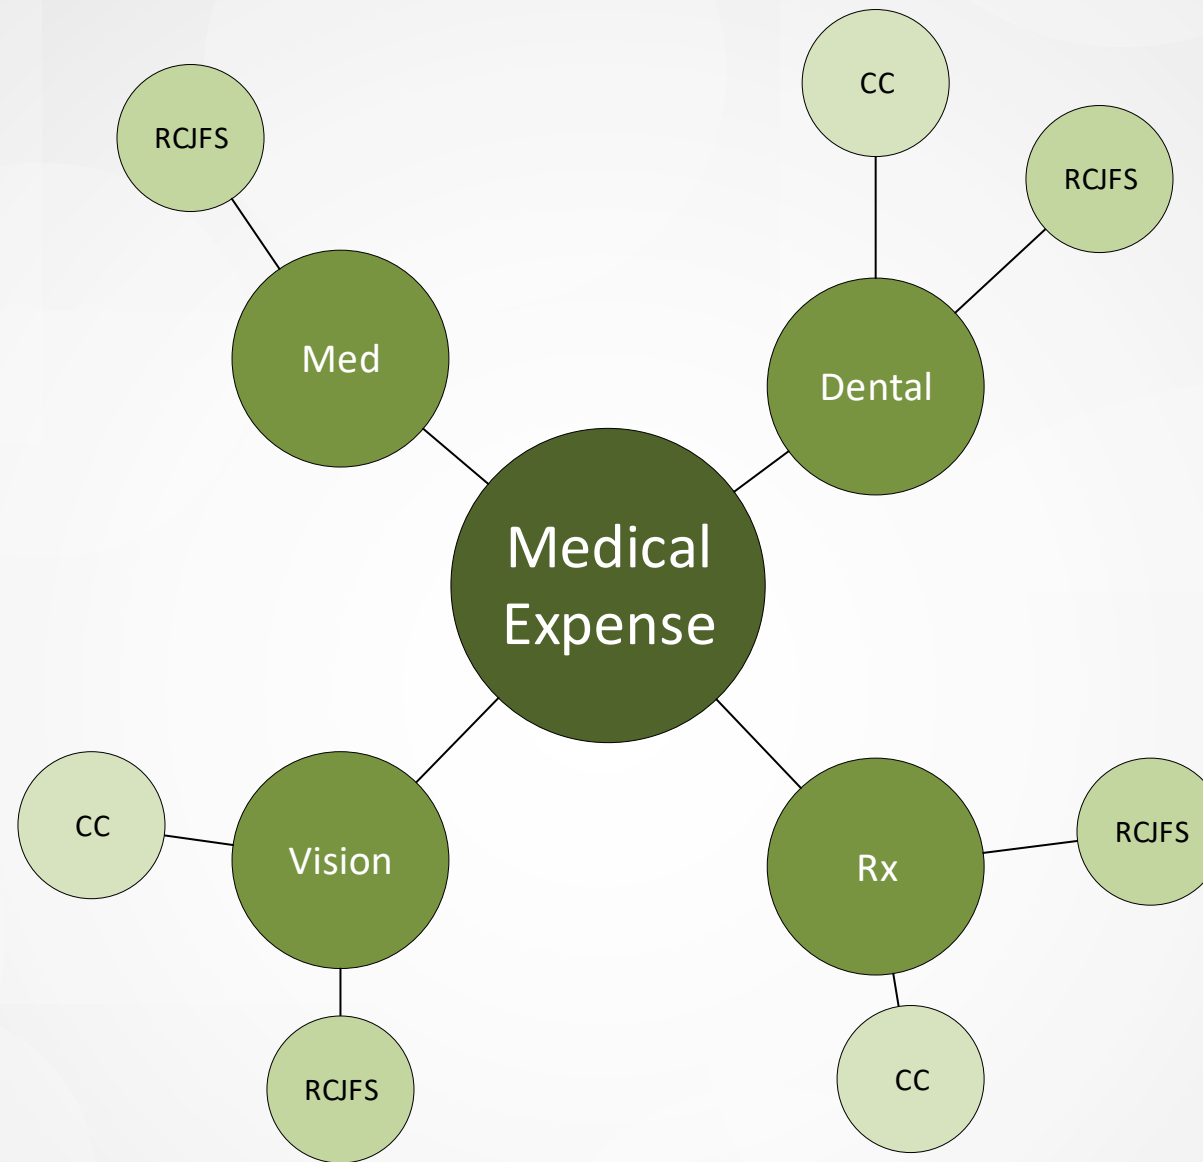 CC
RCJFS
RCJFS
Med
Dental
Medical
Expense
CC
Vision
RCJFS
Rx
RCJFS
CC